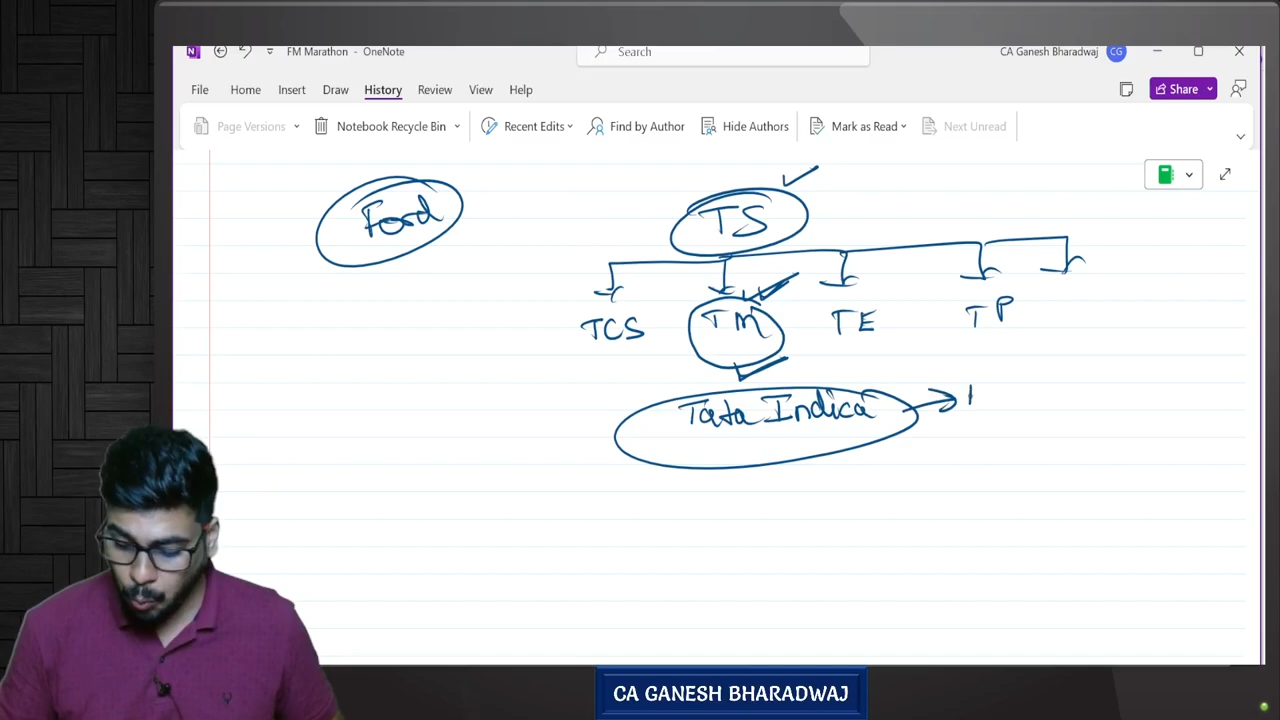 FM Marathon - OneNote
Search
CA Ganesh Bharadwaj CG
File Home Insert Draw History Review View Help
Share
Page Versions Notebook Recycle Bin Recent Edits Find by Author Hide Authors Mark as Read Next Unread
Ford TS
TCS TM TE TP
Tata Indica
CA GANESH BHARADWAJ